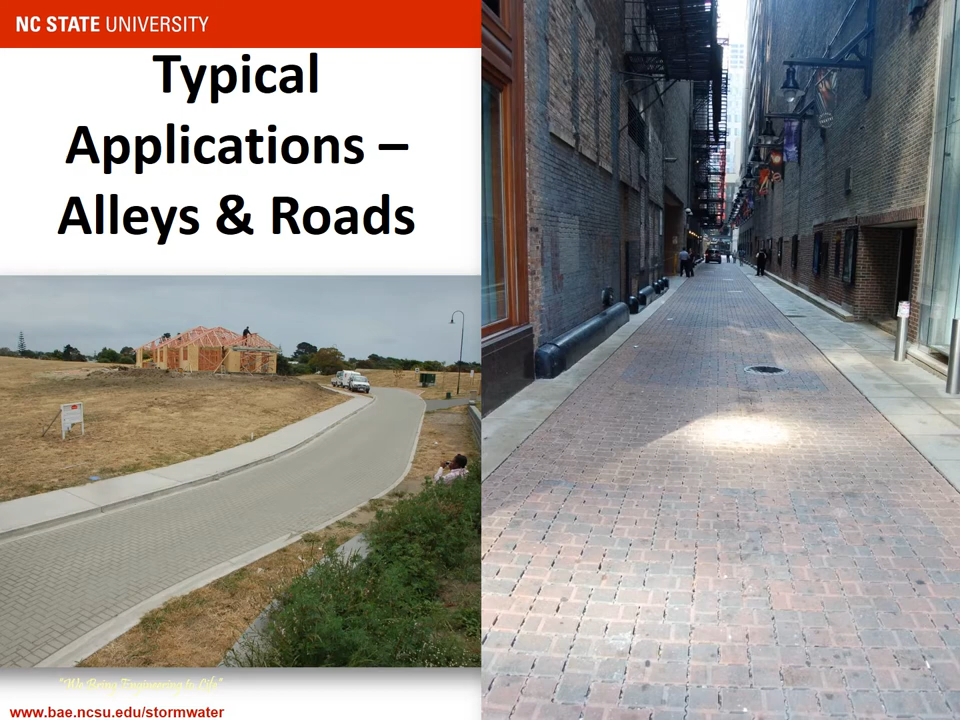 NC STATE UNIVERSITY
Typical
Applications –
Alleys & Roads
"We Bring Engineering to Life"
www.bae.ncsu.edu/stormwater